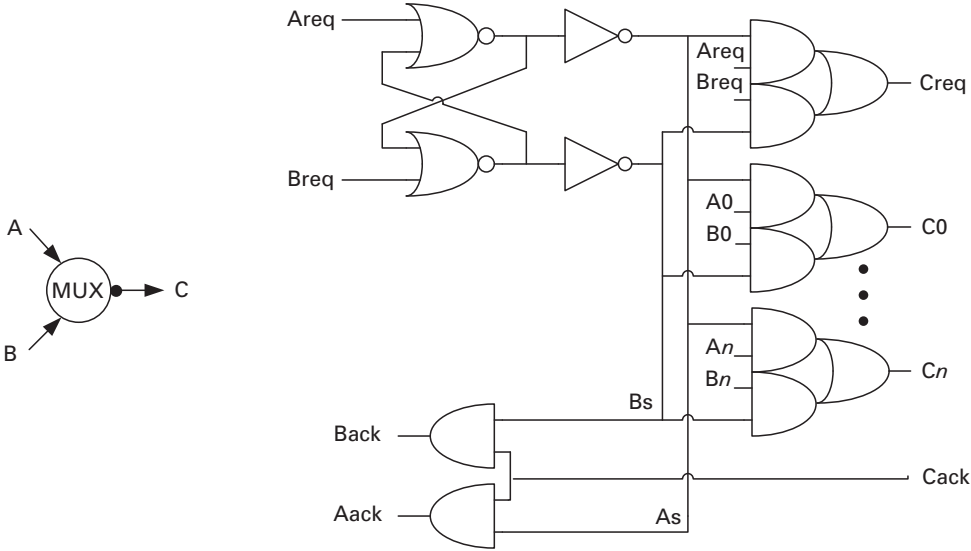 Areq
Areq
Breq
Creq
Breq
A0
B0
C0
A
MUX
C
B
An
Bn
Cn
Bs
Back
Cack
Aack
As